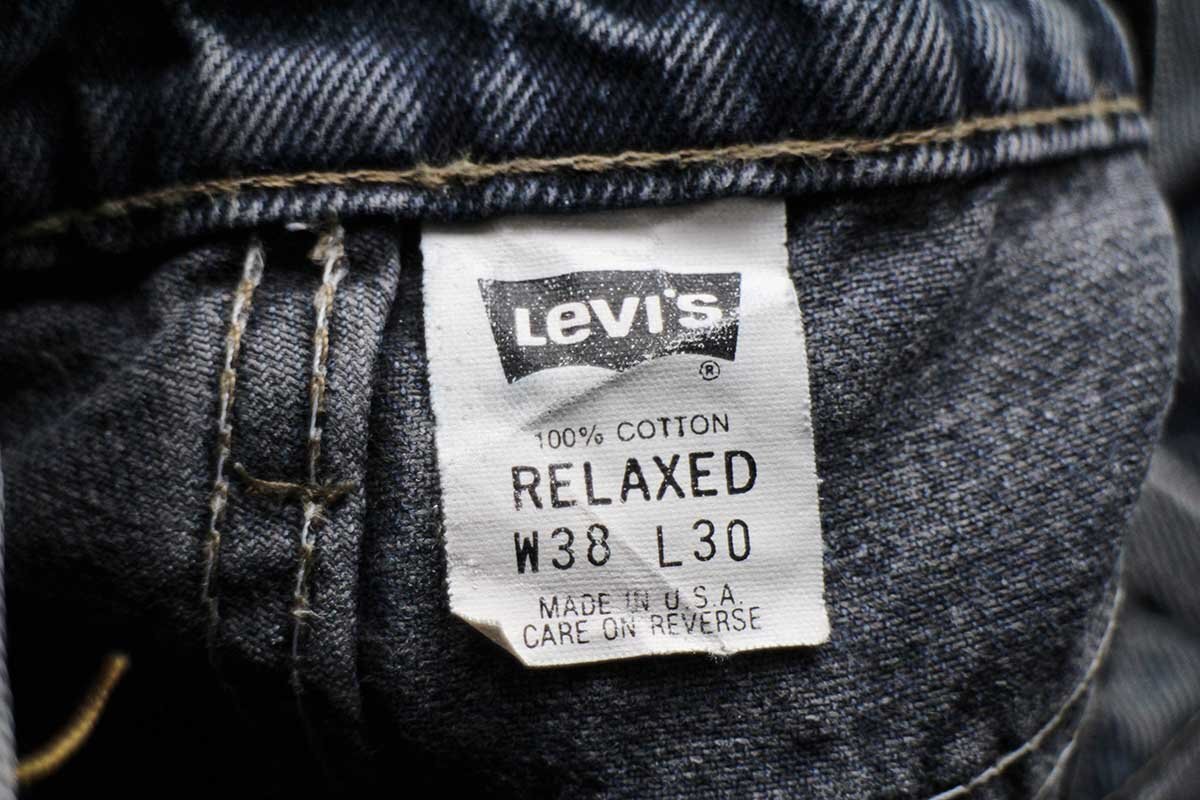 Levi's
®
100% COTTON
RELAXED
W38 L30
MADE IN U.S.A.
CARE ON REVERSE